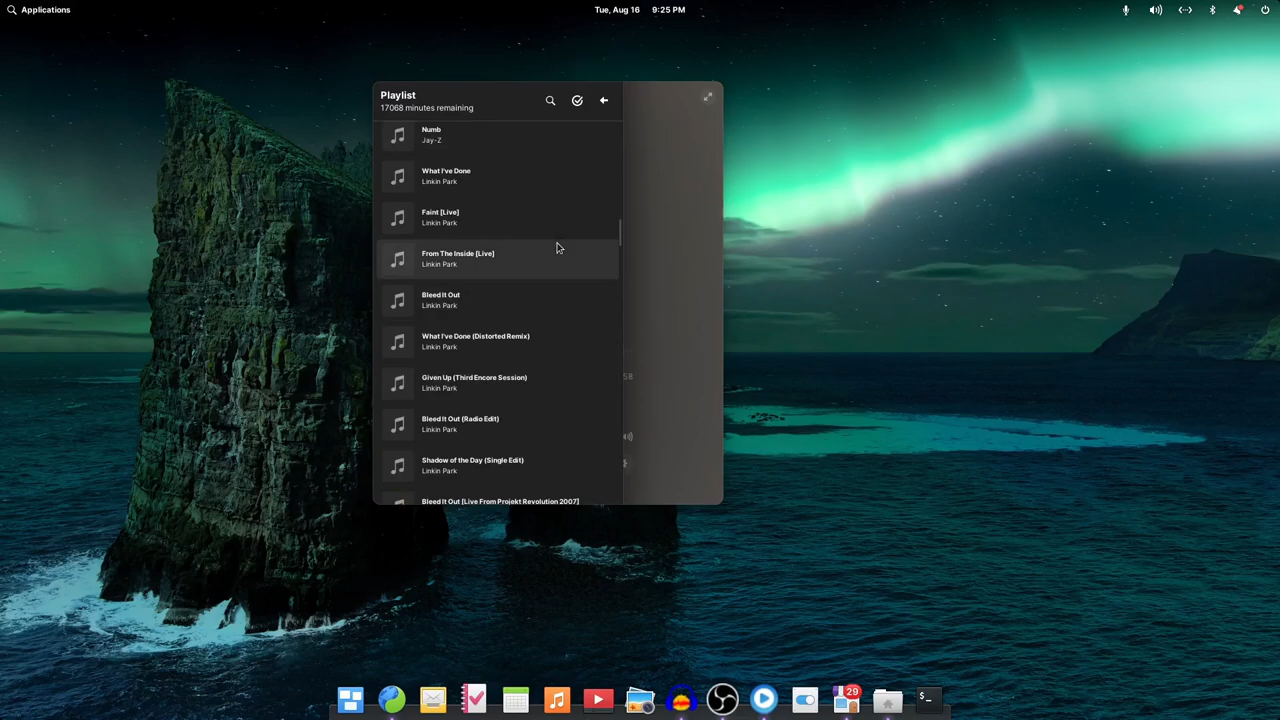 Applications
Tue, Aug 16 9:25 PM
Playlist
17068 minutes remaining
Numb
Jay-Z
What I've Done
Linkin Park
Faint [Live]
Linkin Park
From The Inside [Live]
Linkin Park
Bleed It Out
Linkin Park
What I've Done (Distorted Remix)
Linkin Park
Given Up (Third Encore Session)
Linkin Park
58
Bleed It Out (Radio Edit)
Linkin Park
Shadow of the Day (Single Edit)
Linkin Park
Bleed It Out [Live From Projekt Revolution 2007]
29
$_